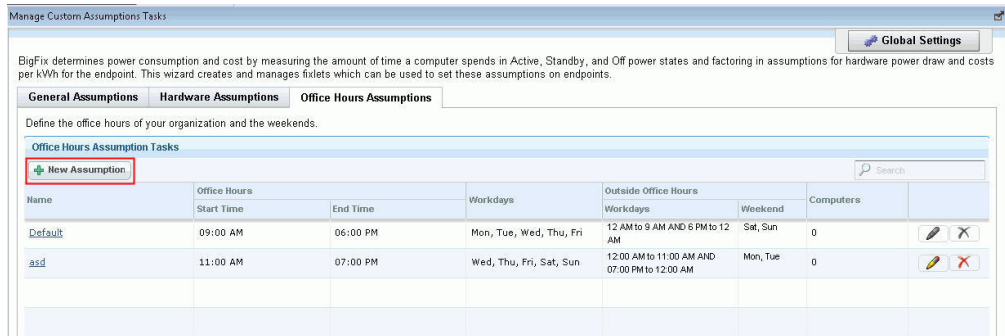 Manage Custom Assumptions Tasks
Global Settings
BigFix determines power consumption and cost by measuring the amount of time a computer spends in Active, Standby, and Off power states and factoring in assumptions for hardware power draw and costs
per kWh for the endpoint. This wizard creates and manages fixlets which can be used to set these assumptions on endpoints.
General Assumptions Hardware Assumptions Office Hours Assumptions
Define the office hours of your organization and the weekends.
Office Hours Assumption Tasks
New Assumption Search
Name Office Hours Workdays Outside Office Hours Computers
Start Time End Time Workdays Weekend
Default 09:00 AM 06:00 PM Mon, Tue, Wed, Thu, Fri 12 AM to 9 AM AND 6 PM to 12 Sat, Sun 0
AM
asd 11:00 AM 07:00 PM Wed, Thu, Fri, Sat, Sun 12:00 AM to 11:00 AM AND Mon, Tue 0
07:00 PM to 12:00 AM